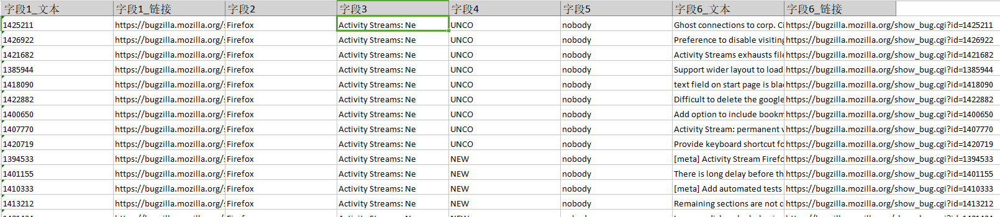 字段1_文本 字段1_链接 字段2 字段3 字段4 字段5 字段6_文本 字段6_链接
1425211 https://bugzilla.mozilla.org/ Firefox Activity Streams: Ne UNCO nobody Ghost connections to corp. Ci https://bugzilla.mozilla.org/show_bug.cgi?id=1425211
1426922 https://bugzilla.mozilla.org/ Firefox Activity Streams: Ne UNCO nobody Preference to disable visiting https://bugzilla.mozilla.org/show_bug.cgi?id=1426922
1421682 https://bugzilla.mozilla.org/ Firefox Activity Streams: Ne UNCO nobody Activity Streams exhausts file https://bugzilla.mozilla.org/show_bug.cgi?id=1421682
1385944 https://bugzilla.mozilla.org/ Firefox Activity Streams: Ne UNCO nobody Support wider layout to load https://bugzilla.mozilla.org/show_bug.cgi?id=1385944
1418090 https://bugzilla.mozilla.org/ Firefox Activity Streams: Ne UNCO nobody text field on start page is bla https://bugzilla.mozilla.org/show_bug.cgi?id=1418090
1422882 https://bugzilla.mozilla.org/ Firefox Activity Streams: Ne UNCO nobody Difficult to delete the google https://bugzilla.mozilla.org/show_bug.cgi?id=1422882
1400650 https://bugzilla.mozilla.org/ Firefox Activity Streams: Ne UNCO nobody Add option to include bookm https://bugzilla.mozilla.org/show_bug.cgi?id=1400650
1407770 https://bugzilla.mozilla.org/ Firefox Activity Streams: Ne UNCO nobody Activity Stream: permanent v https://bugzilla.mozilla.org/show_bug.cgi?id=1407770
1420719 https://bugzilla.mozilla.org/ Firefox Activity Streams: Ne UNCO nobody Provide keyboard shortcut fo https://bugzilla.mozilla.org/show_bug.cgi?id=1420719
1394533 https://bugzilla.mozilla.org/ Firefox Activity Streams: Ne NEW nobody [meta] Activity Stream Firefo https://bugzilla.mozilla.org/show_bug.cgi?id=1394533
1401155 https://bugzilla.mozilla.org/ Firefox Activity Streams: Ne NEW nobody There is long delay before th https://bugzilla.mozilla.org/show_bug.cgi?id=1401155
1410333 https://bugzilla.mozilla.org/ Firefox Activity Streams: Ne NEW nobody [meta] Add automated tests https://bugzilla.mozilla.org/show_bug.cgi?id=1410333
1413212 https://bugzilla.mozilla.org/ Firefox Activity Streams: Ne NEW nobody Remaining sections are not c https://bugzilla.mozilla.org/show_bug.cgi?id=1413212